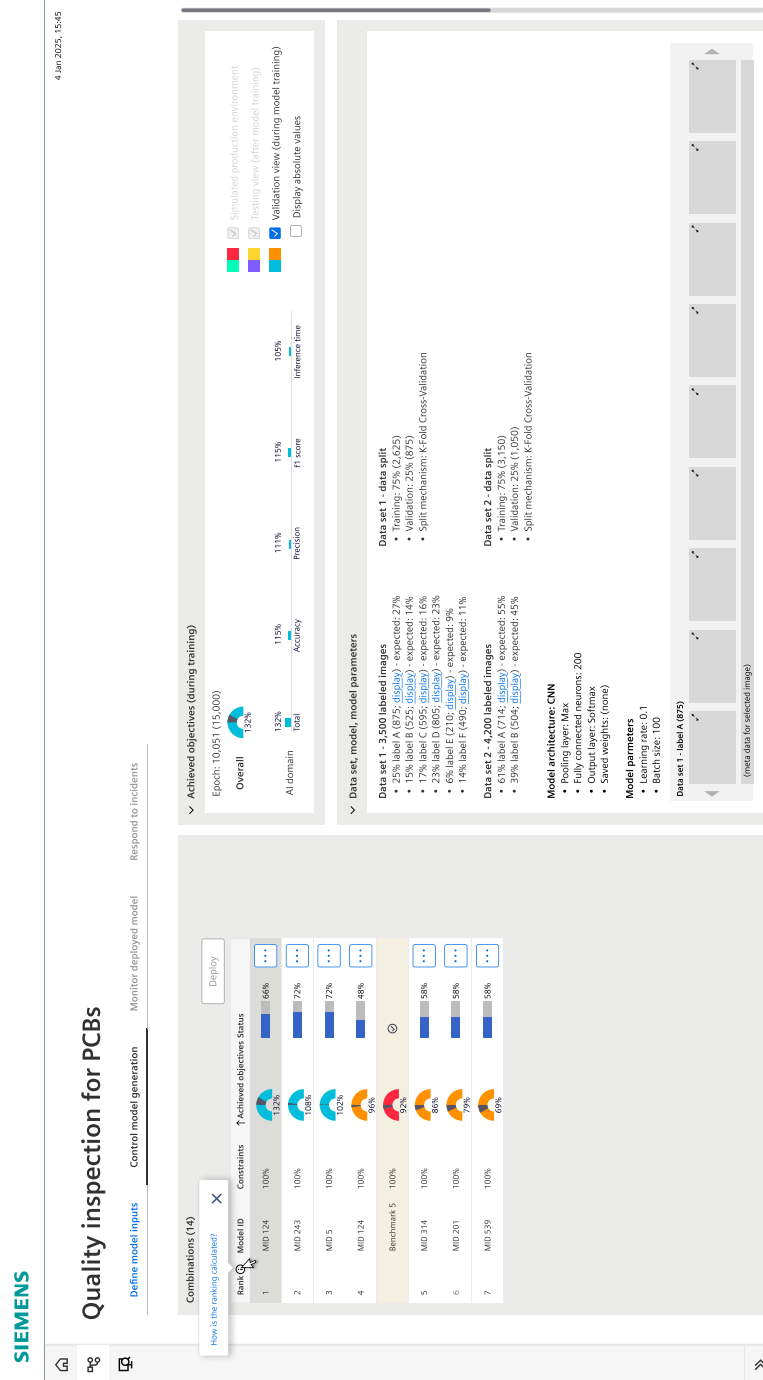 SIEMENS
4 Jan 2025, 15:45
Quality inspection for PCBs
Define model inputs
Control model generation
Monitor deployed model
Respond to incidents
Combinations (14)
How is the ranking calculated?
Deploy
Rank Model ID Constraints ↑ Achieved objectives Status
1 MID 124 100% 132% 66%
2 MID 243 100% 108% 72%
3 MID 5 100% 102% 72%
4 MID 124 100% 96% 48%
Benchmark 5 100% 92%
5 MID 314 100% 86% 58%
6 MID 201 100% 79% 58%
7 MID 539 100% 69% 58%
Achieved objectives (during training)
Epoch: 10,051 (15,000)
Overall
132%
AI domain
132%
Total
115%
Accuracy
111%
Precision
115%
f1 score
105%
Inference time
Simulated production environment
Testing view (after model training)
Validation view (during model training)
Display absolute values
Data set, model, model parameters
Data set 1 - 3,500 labeled images
• 25% label A (875; display) - expected: 27%
• 15% label B (525; display) - expected: 14%
• 17% label C (595; display) - expected: 16%
• 23% label D (805; display) - expected: 23%
• 6% label E (210; display) - expected: 9%
• 14% label F (490; display) - expected: 11%
Data set 1 - data split
• Training: 75% (2,625)
• Validation: 25% (875)
• Split mechanism: K-Fold Cross-Validation
Data set 2 - 4,200 labeled images
• 61% label A (714; display) - expected: 55%
• 39% label B (504; display) - expected: 45%
Data set 2 - data split
• Training: 75% (3,150)
• Validation: 25% (1,050)
• Split mechanism: K-Fold Cross-Validation
Model architecture: CNN
• Pooling layer: Max
• Fully connected neurons: 200
• Output layer: Softmax
• Saved weights: (none)
Model parmeters
• Learning rate: 0.1
• Batch size: 100
Data set 1 - label A (875)
(meta data for selected image)